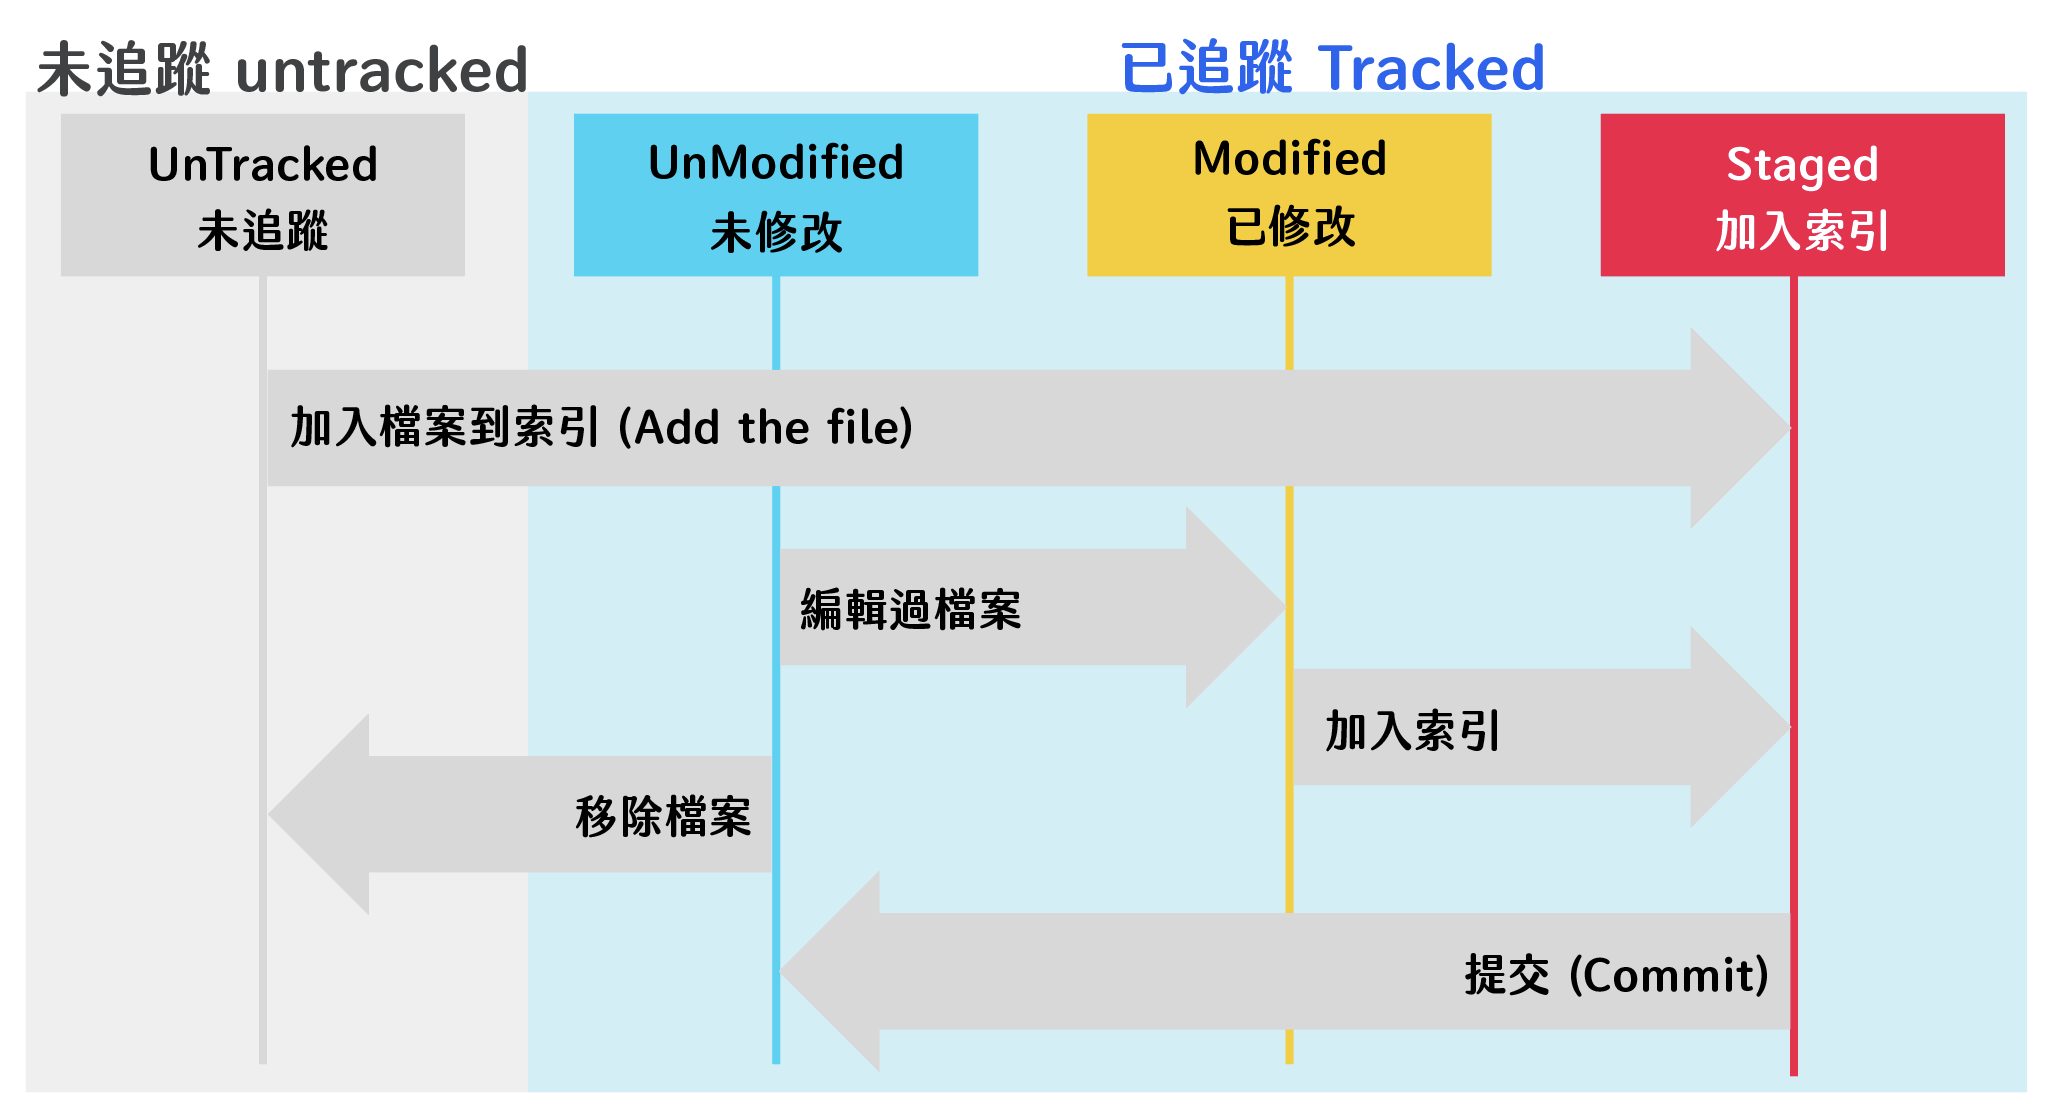 未追蹤 untracked
已追蹤 Tracked
UnTracked
未追蹤
UnModified
未修改
Modified
已修改
Staged
加入索引
加入檔案到索引 (Add the file)
編輯過檔案
加入索引
移除檔案
提交 (Commit)